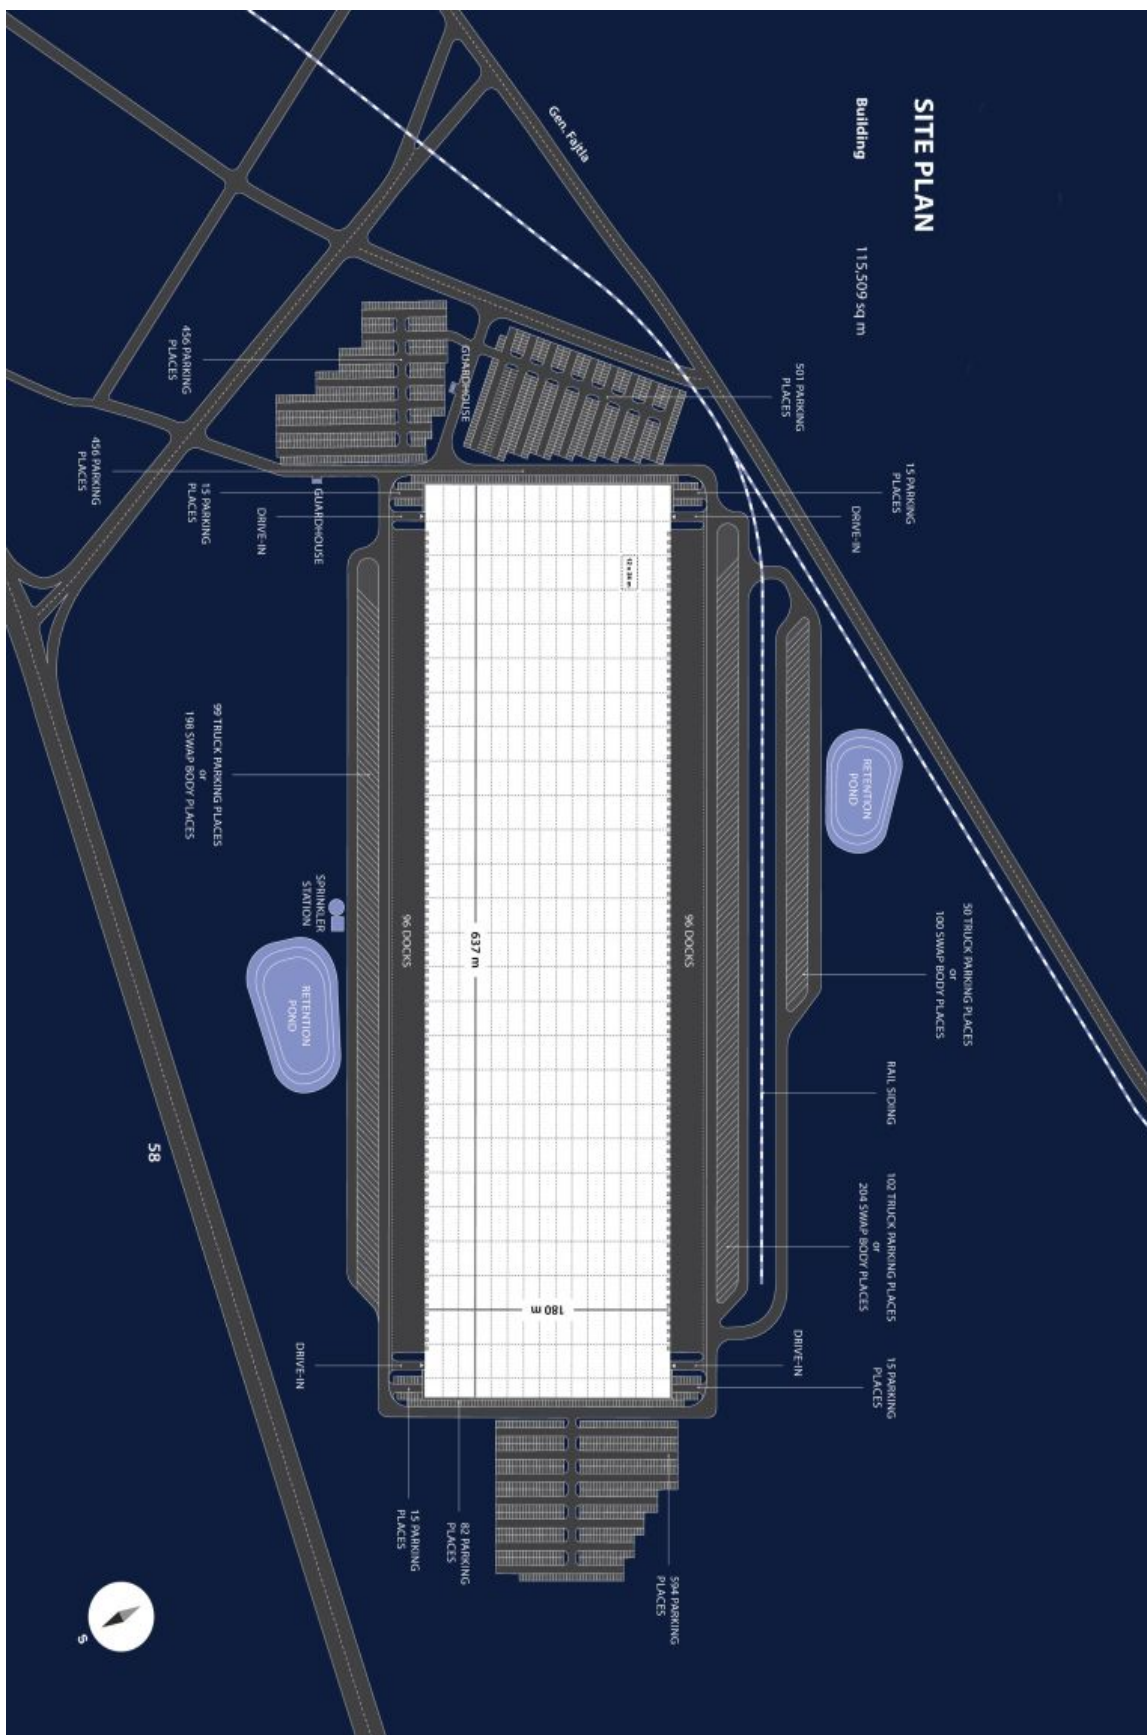 SITE PLAN
Building 115,509 sq m
Gen. Fajtla
501 PARKING
PLACES
15 PARKING
PLACES
DRIVE-IN
RETENTION
POND
50 TRUCK PARKING PLACES
or
100 SWAP BODY PLACES
RAIL SIDING
102 TRUCK PARKING PLACES
or
204 SWAP BODY PLACES
DRIVE-IN
15 PARKING
PLACES
456 PARKING
PLACES
GUARDHOUSE
456 PARKING
PLACES
15 PARKING
PLACES
DRIVE-IN
GUARDHOUSE
12 x 24 m
96 DOCKS
637 m
180 m
96 DOCKS
99 TRUCK PARKING PLACES
or
198 SWAP BODY PLACES
SPRINKLER
STATION
RETENTION
POND
58
DRIVE-IN
15 PARKING
PLACES
82 PARKING
PLACES
594 PARKING
PLACES
S